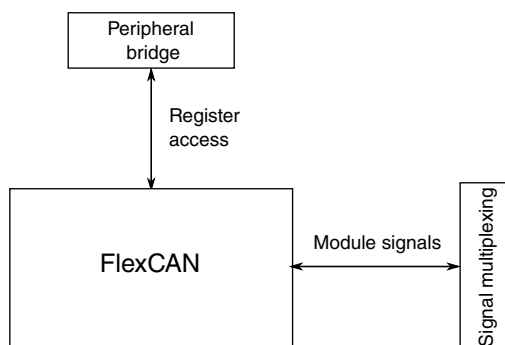 Peripheral
bridge
Register
access
FlexCAN
Module signals
Signal multiplexing